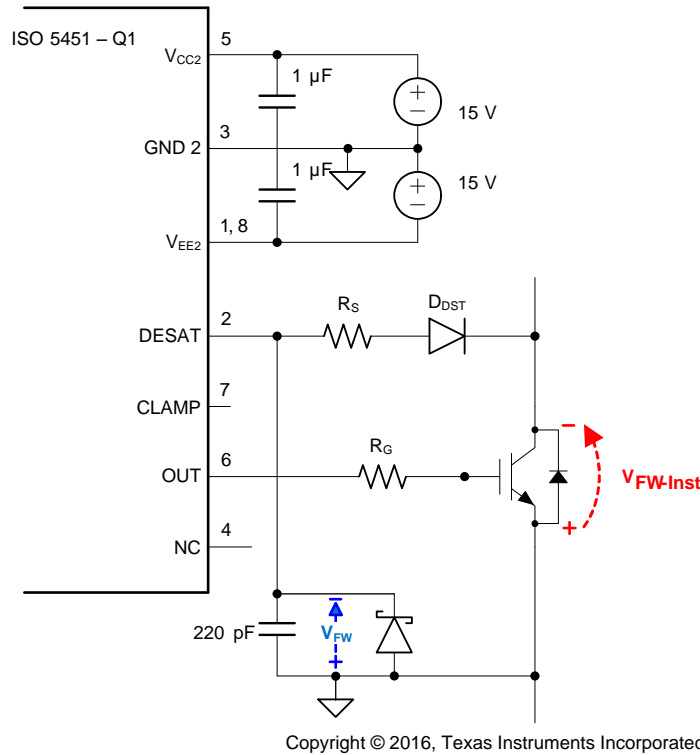 ISO 5451 – Q1
VCC2
5
1 µF
15 V
GND 2
3
1 µF
15 V
VEE2
1, 8
DESAT
2
RS
DDST
CLAMP
7
OUT
6
RG
VFW-Inst
NC
4
220 pF
VFW
Copyright © 2016, Texas Instruments Incorporated